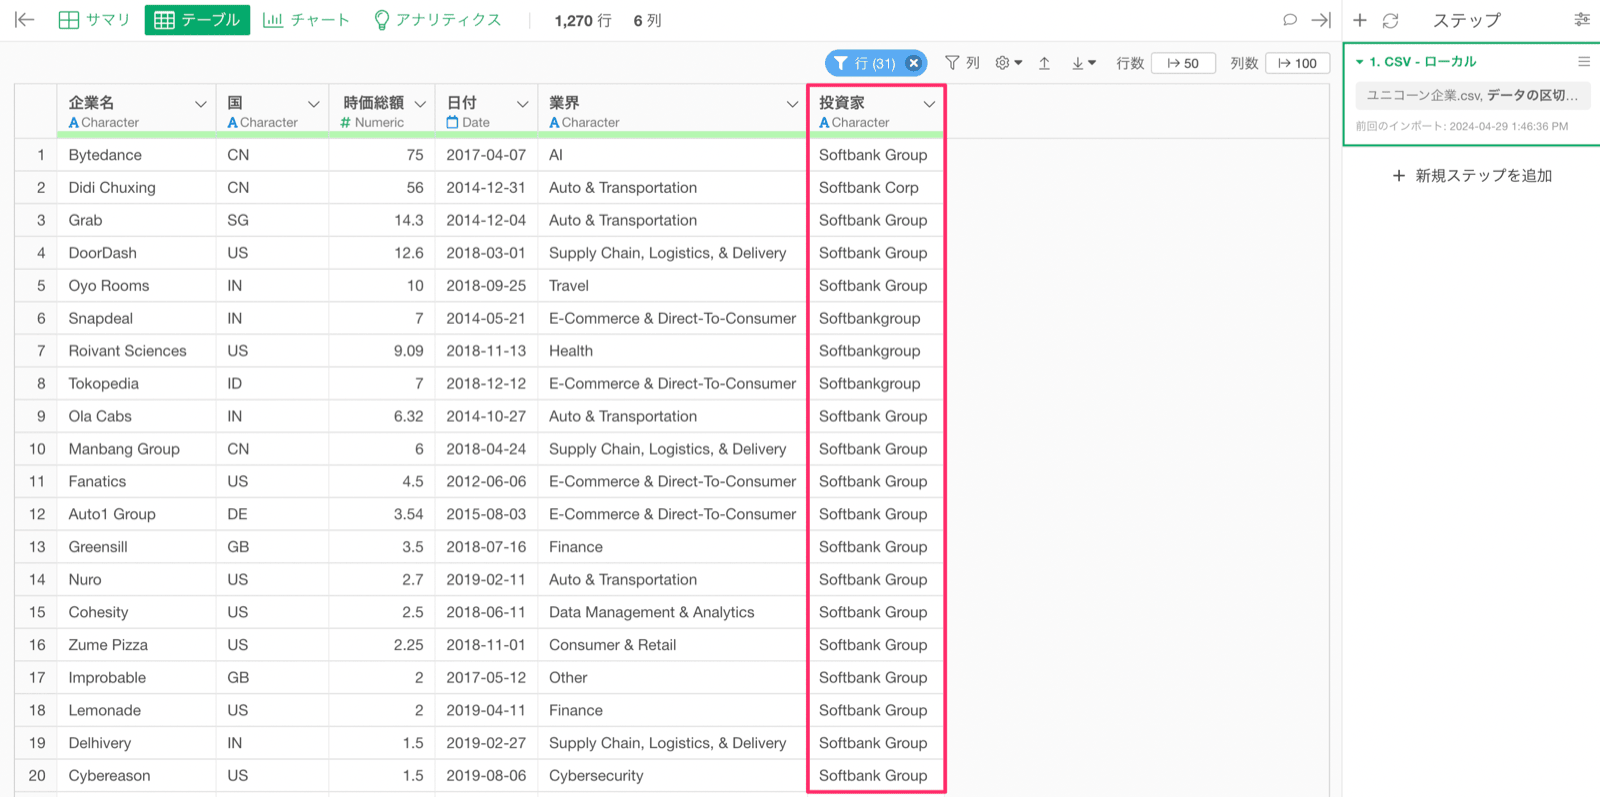 サマリ テーブル チャート アナリティクス 1,270 行 6 列 ステップ
行 (31) 列 行数 50 列数 100
1. CSV - ローカル
ユニコーン企業.csv, データの区切...
前回のインポート: 2024-04-29 1:46:36 PM
新規ステップを追加
企業名 国 時価総額 日付 業界 投資家
A Character A Character # Numeric Date A Character A Character
1 Bytedance CN 75 2017-04-07 AI Softbank Group
2 Didi Chuxing CN 56 2014-12-31 Auto & Transportation Softbank Corp
3 Grab SG 14.3 2014-12-04 Auto & Transportation Softbank Group
4 DoorDash US 12.6 2018-03-01 Supply Chain, Logistics, & Delivery Softbank Group
5 Oyo Rooms IN 10 2018-09-25 Travel Softbank Group
6 Snapdeal IN 7 2014-05-21 E-Commerce & Direct-To-Consumer Softbankgroup
7 Roivant Sciences US 9.09 2018-11-13 Health Softbankgroup
8 Tokopedia ID 7 2018-12-12 E-Commerce & Direct-To-Consumer Softbankgroup
9 Ola Cabs IN 6.32 2014-10-27 Auto & Transportation Softbank Group
10 Manbang Group CN 6 2018-04-24 Supply Chain, Logistics, & Delivery Softbank Group
11 Fanatics US 4.5 2012-06-06 E-Commerce & Direct-To-Consumer Softbank Group
12 Auto1 Group DE 3.54 2015-08-03 E-Commerce & Direct-To-Consumer Softbank Group
13 Greensill GB 3.5 2018-07-16 Finance Softbank Group
14 Nuro US 2.7 2019-02-11 Auto & Transportation Softbank Group
15 Cohesity US 2.5 2018-06-11 Data Management & Analytics Softbank Group
16 Zume Pizza US 2.25 2018-11-01 Consumer & Retail Softbank Group
17 Improbable GB 2 2017-05-12 Other Softbank Group
18 Lemonade US 2 2019-04-11 Finance Softbank Group
19 Delhivery IN 1.5 2019-02-27 Supply Chain, Logistics, & Delivery Softbank Group
20 Cybereason US 1.5 2019-08-06 Cybersecurity Softbank Group